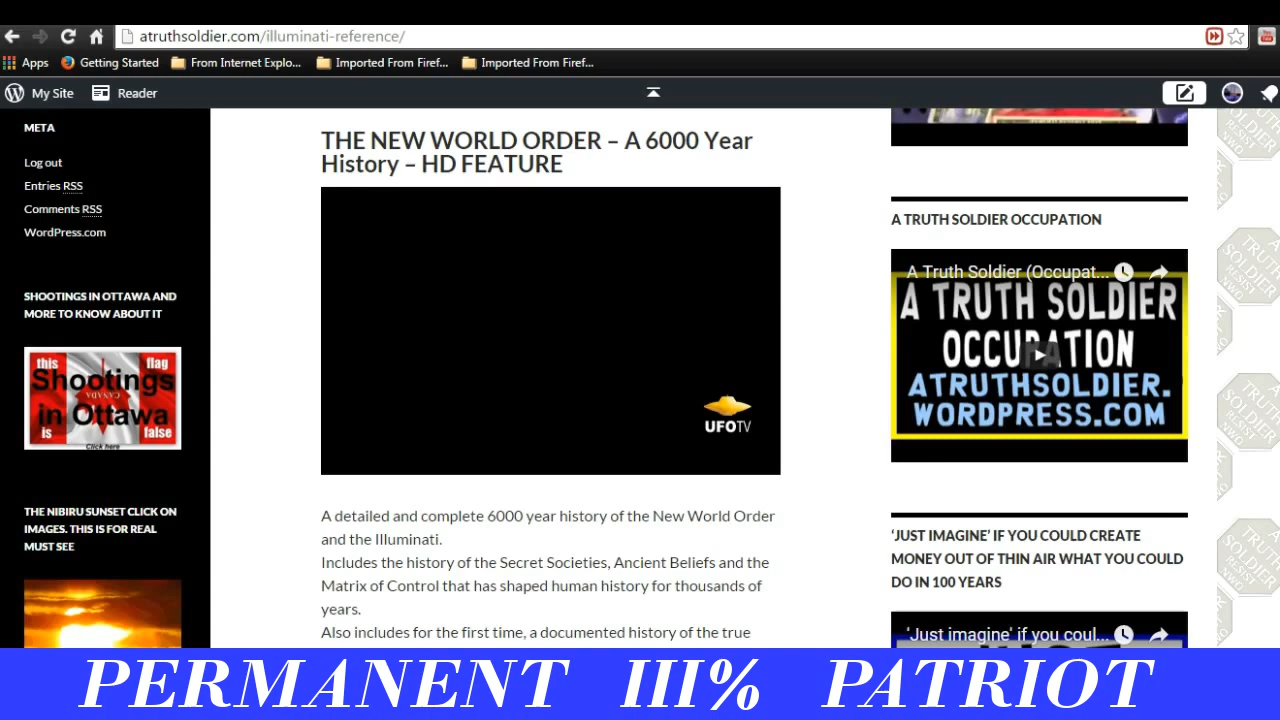 atruthsoldier.com/illuminati-reference/
Apps
Getting Started
From Internet Explo...
Imported From Firef...
Imported From Firef...
My Site
Reader
META
Log out
Entries RSS
Comments RSS
WordPress.com
SHOOTINGS IN OTTAWA AND
MORE TO KNOW ABOUT IT
this flag
Shootings
CANADA
in Ottawa
is false
Click here
THE NIBIRU SUNSET CLICK ON
IMAGES. THIS IS FOR REAL
MUST SEE
THE NEW WORLD ORDER – A 6000 Year
History – HD FEATURE
UFOTV
A detailed and complete 6000 year history of the New World Order
and the Illuminati.
Includes the history of the Secret Societies, Ancient Beliefs and the
Matrix of Control that has shaped human history for thousands of
years.
Also includes for the first time, a documented history of the true
A TRUTH SOLDIER OCCUPATION
A Truth Soldier (Occupat...
A TRUTH SOLDIER
OCCUPATION
ATRUTHSOLDIER.
WORDPRESS.COM
‘JUST IMAGINE’ IF YOU COULD CREATE
MONEY OUT OF THIN AIR WHAT YOU COULD
DO IN 100 YEARS
'Just imagine' if you coul...
TRUTH
SOLDIER
RESIST
NWO
PERMANENT III% PATRIOT